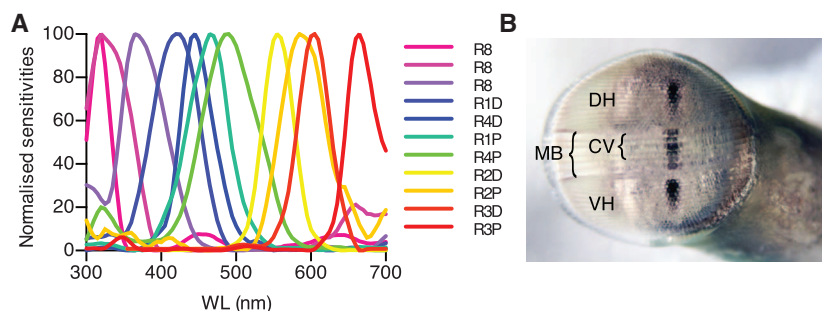 A
Normalised sensitivities
100
80
60
40
20
0
300 400 500 600 700
WL (nm)
R8
R8
R8
R1D
R4D
R1P
R4P
R2D
R2P
R3D
R3P
B
DH
MB { CV {
VH